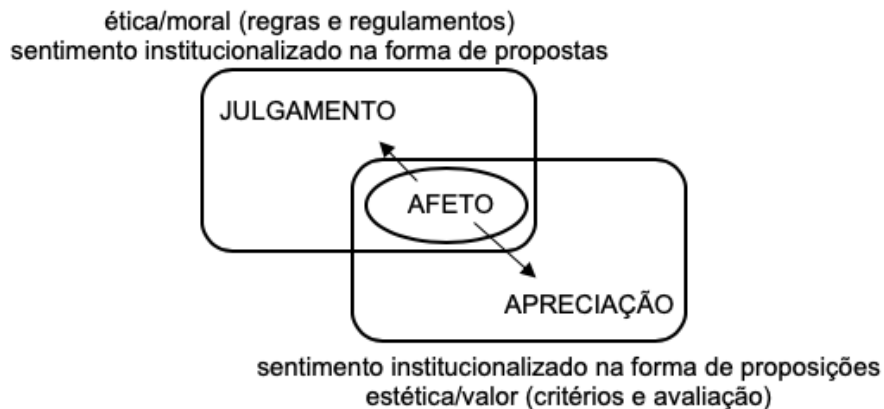 ética/moral (regras e regulamentos)
sentimento institucionalizado na forma de propostas
JULGAMENTO
AFETO
APRECIAÇÃO
sentimento institucionalizado na forma de proposições
estética/valor (critérios e avaliação)